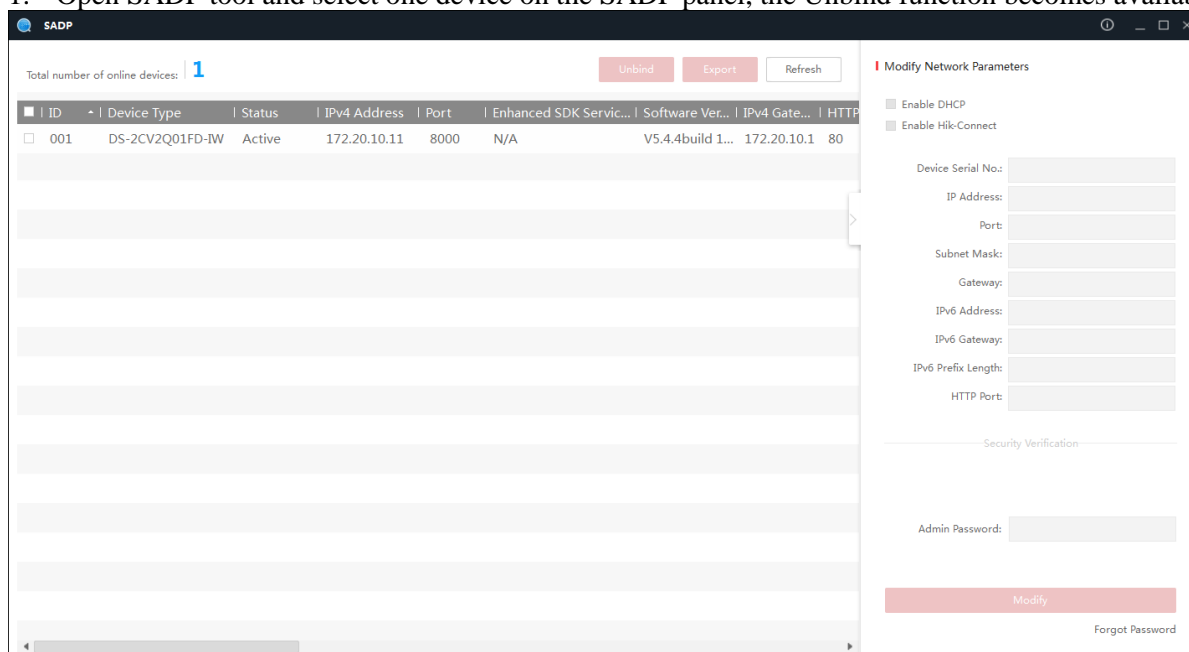 1. Open SADP tool and select one device on the SADP panel, the Unbind function becomes availa
SADP
Total number of online devices: 1
Unbind Export Refresh
ID Device Type Status IPv4 Address Port Enhanced SDK Servic... Software Ver... IPv4 Gate... HTTP
001 DS-2CV2Q01FD-IW Active 172.20.10.11 8000 N/A V5.4.4build 1... 172.20.10.1 80
Modify Network Parameters
Enable DHCP
Enable Hik-Connect
Device Serial No.:
IP Address:
Port:
Subnet Mask:
Gateway:
IPv6 Address:
IPv6 Gateway:
IPv6 Prefix Length:
HTTP Port:
Security Verification
Admin Password:
Modify
Forgot Password